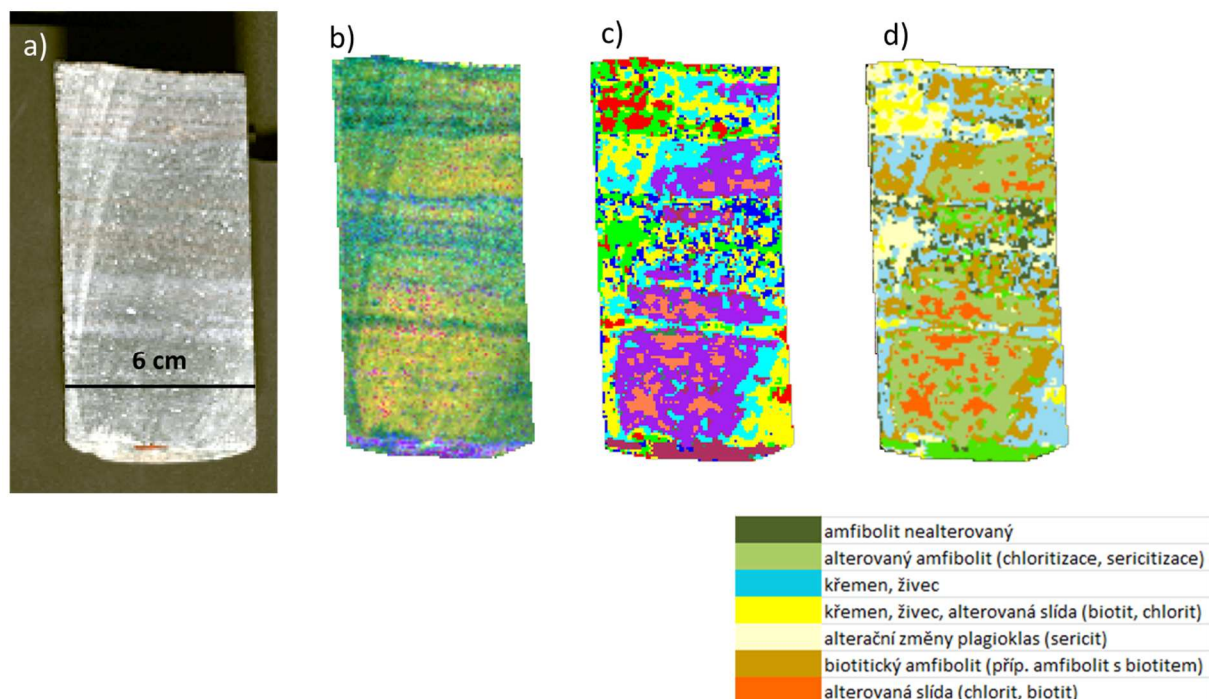 a)
b)
c)
d)
6 cm
amfibolit nealterovaný
alterovaný amfibolit (chloritizace, sericitizace)
křemen, živec
křemen, živec, alterovaná slída (biotit, chlorit)
alterační změny plagioklas (sericit)
biotitický amfibolit (příp. amfibolit s biotitem)
alterovaná slída (chlorit, biotit)